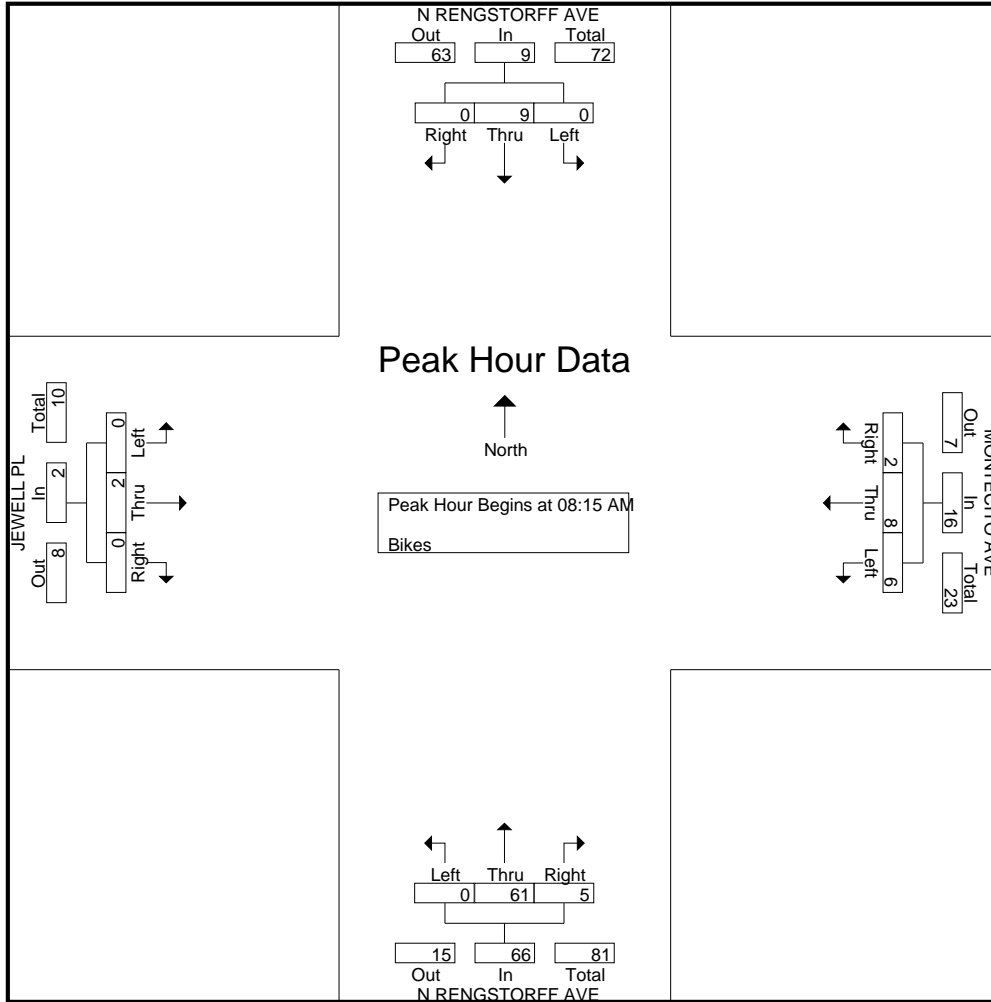 N RENGSTORFF AVE
Out In Total
63 9 72
0 9 0
Right Thru Left
Peak Hour Data
North
Peak Hour Begins at 08:15 AM
Bikes
JEWELL PL
Total In Out
10 2 8
0 2 0
Left Thru Right
Right Thru Left
2 8 6
7 16 23
Out In Total
MONTECITO AVE
Left Thru Right
0 61 5
15 66 81
Out In Total
N RENGSTORFF AVE